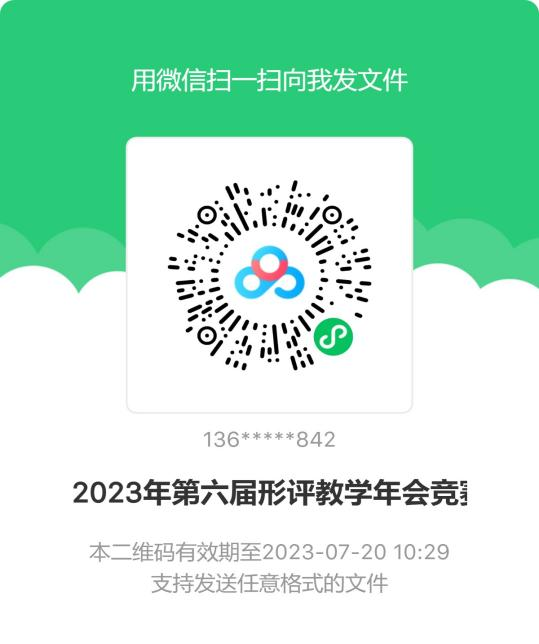 用微信扫一扫向我发文件
136*****842
2023年第六届形评教学年会竞
本二维码有效期至2023-07-20 10:29
支持发送任意格式的文件